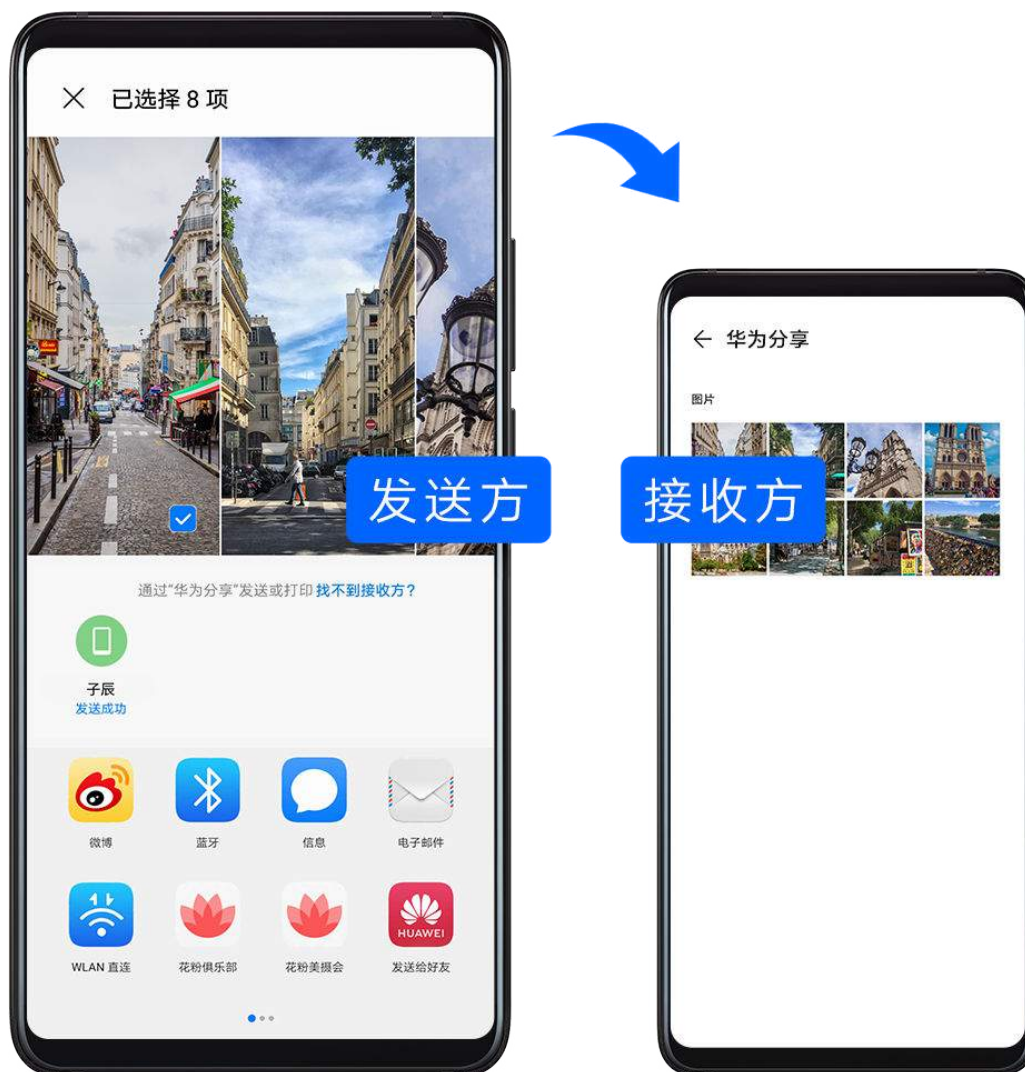 已选择 8 项
发送方
通过"华为分享"发送或打印 找不到接收方?
子辰
发送成功
微博
蓝牙
信息
电子邮件
HUAWEI
WLAN 直连
花粉俱乐部
花粉美摄会
发送给好友
华为分享
图片
接收方